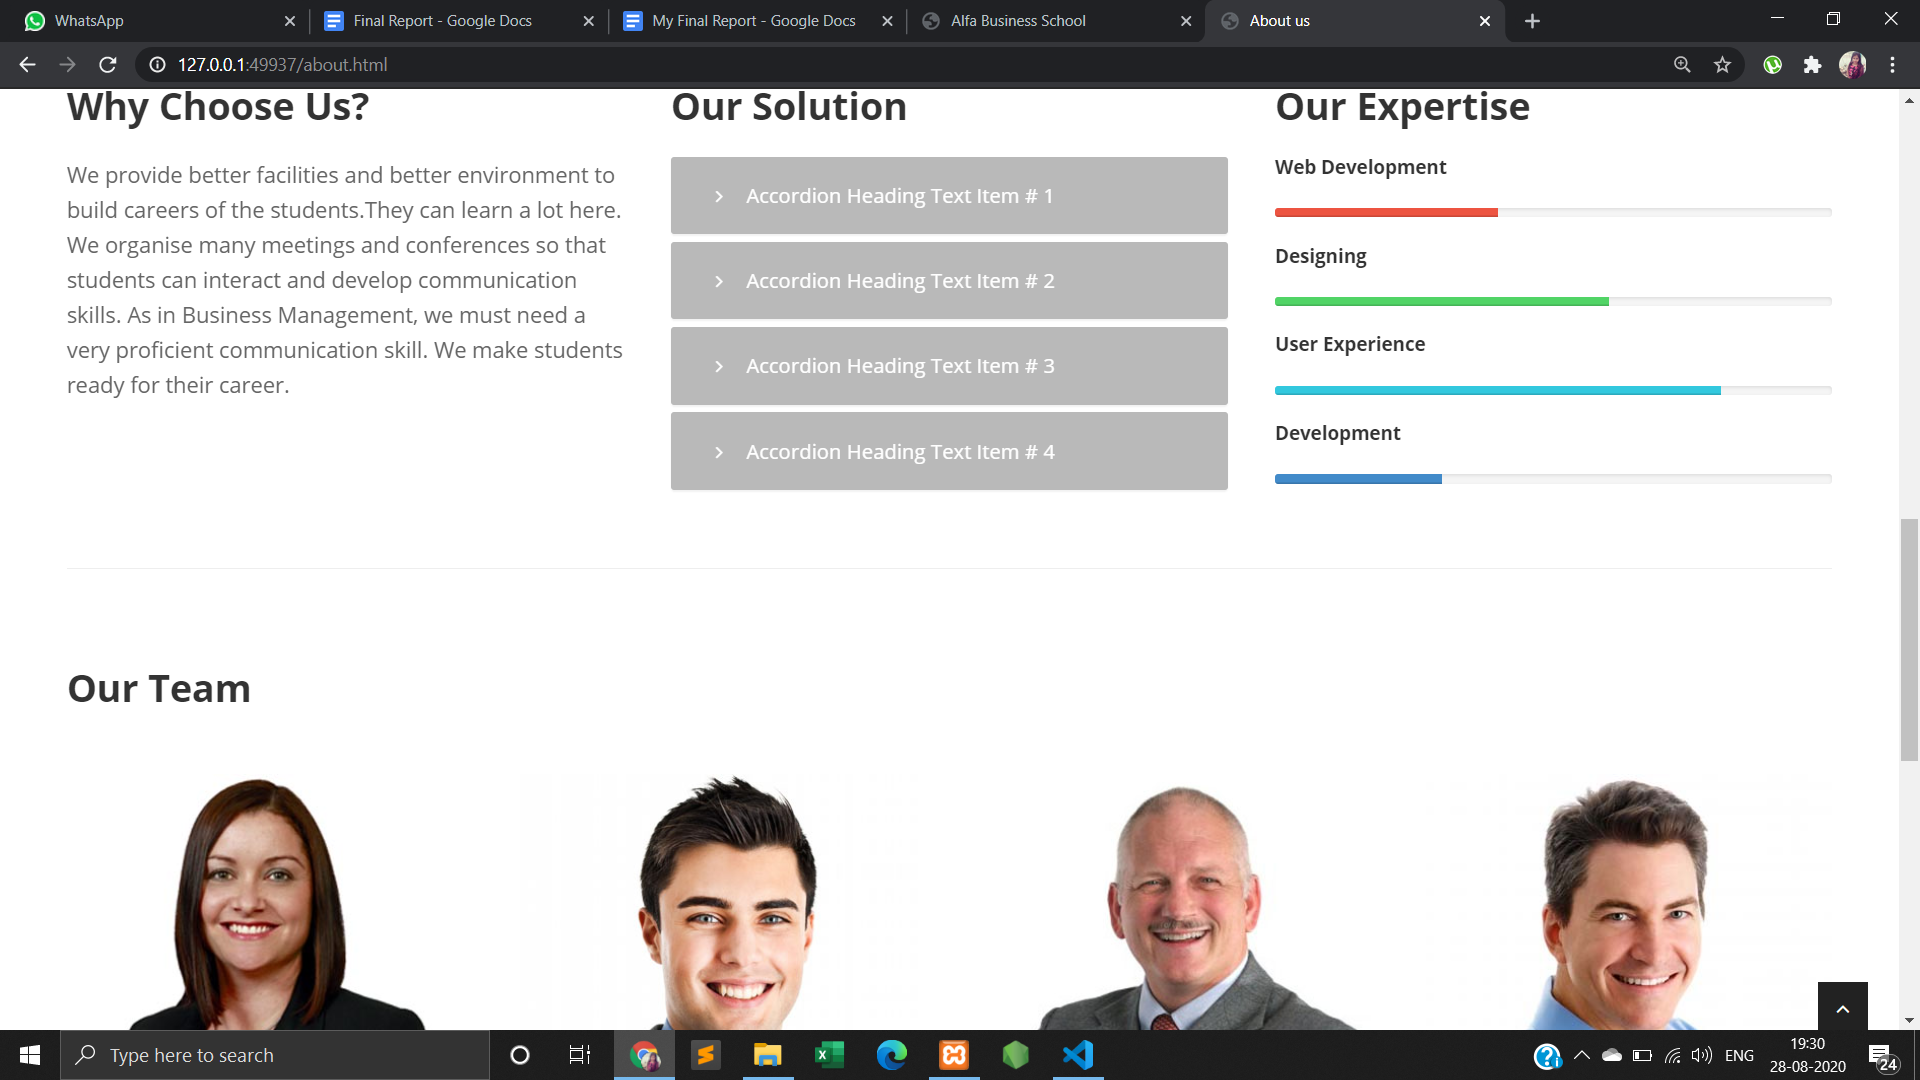 WhatsApp
Final Report - Google Docs
My Final Report - Google Docs
Alfa Business School
About us
127.0.0.1:49937/about.html
Why Choose Us?
We provide better facilities and better environment to
build careers of the students.They can learn a lot here.
We organise many meetings and conferences so that
students can interact and develop communication
skills. As in Business Management, we must need a
very proficient communication skill. We make students
ready for their career.
Our Solution
Accordion Heading Text Item # 1
Accordion Heading Text Item # 2
Accordion Heading Text Item # 3
Accordion Heading Text Item # 4
Our Expertise
Web Development
Designing
User Experience
Development
Our Team
Type here to search
ENG
19:30
28-08-2020
24